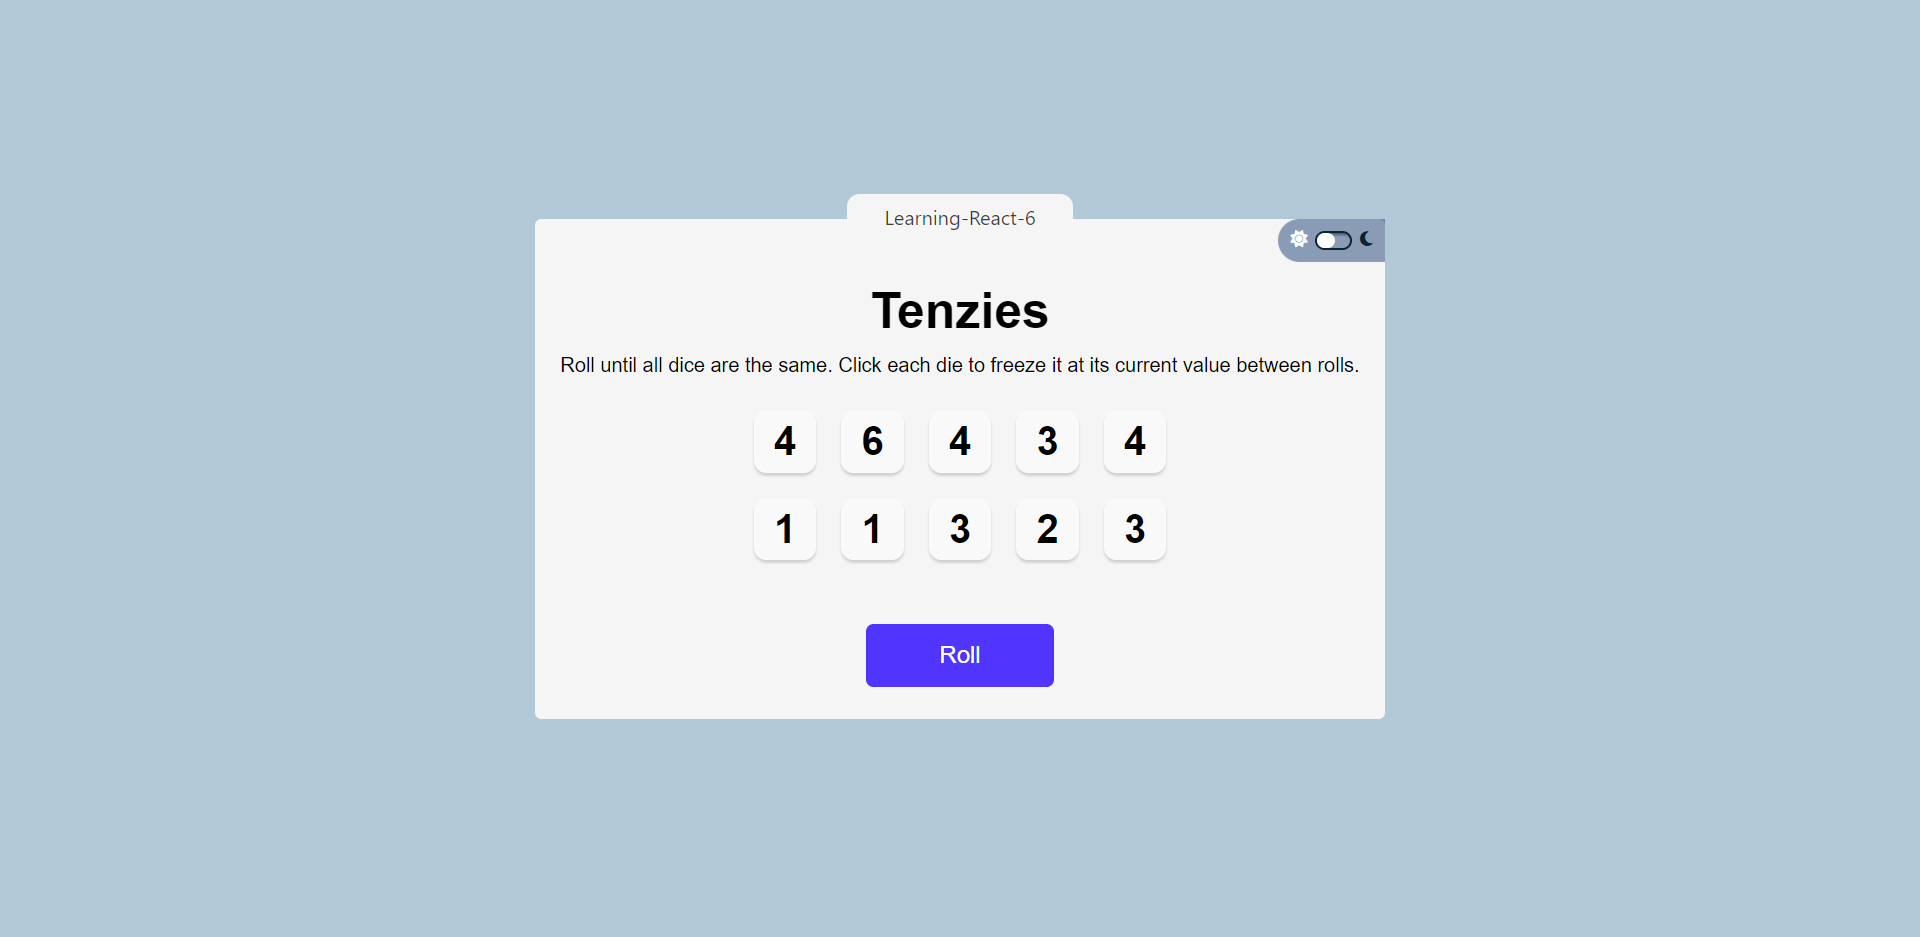 Learning-React-6
Tenzies
Roll until all dice are the same. Click each die to freeze it at its current value between rolls.
4 6 4 3 4
1 1 3 2 3
Roll